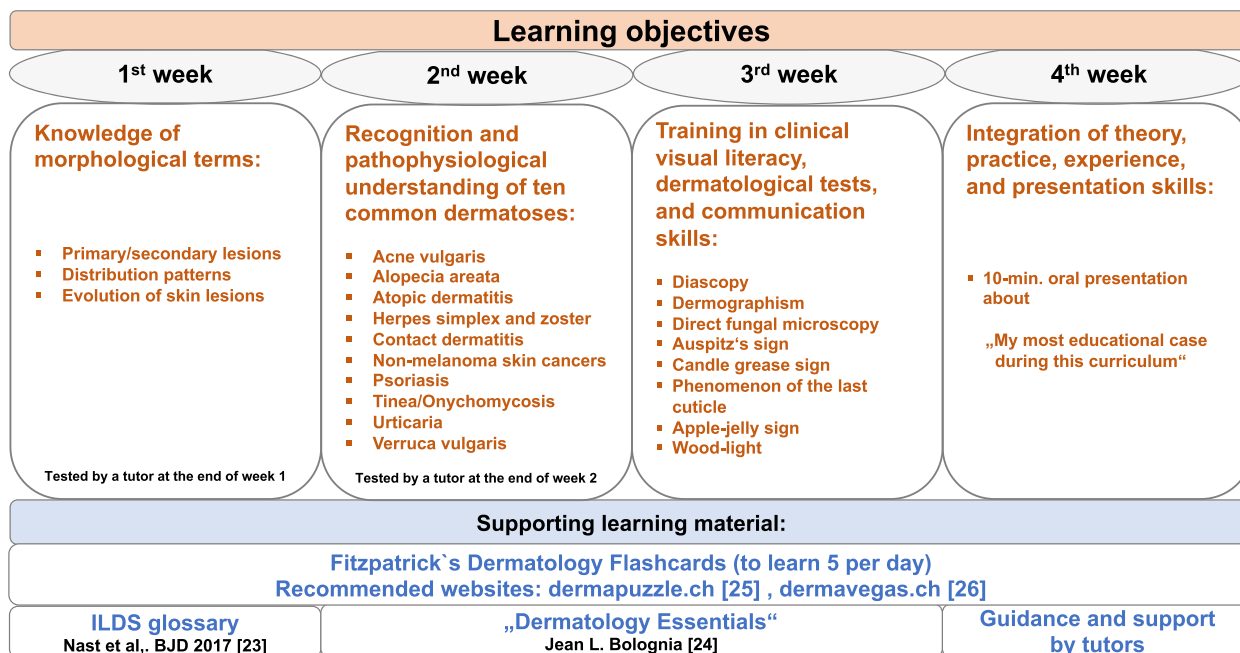 Learning objectives
1st week
2nd week
3rd week
4th week
Knowledge of
morphological terms:
▪ Primary/secondary lesions
▪ Distribution patterns
▪ Evolution of skin lesions
Tested by a tutor at the end of week 1
Recognition and
pathophysiological
understanding of ten
common dermatoses:
▪ Acne vulgaris
▪ Alopecia areata
▪ Atopic dermatitis
▪ Herpes simplex and zoster
▪ Contact dermatitis
▪ Non-melanoma skin cancers
▪ Psoriasis
▪ Tinea/Onychomycosis
▪ Urticaria
▪ Verruca vulgaris
Tested by a tutor at the end of week 2
Training in clinical
visual literacy,
dermatological tests,
and communication
skills:
▪ Diascopy
▪ Dermographism
▪ Direct fungal microscopy
▪ Auspitz‘s sign
▪ Candle grease sign
▪ Phenomenon of the last
cuticle
▪ Apple-jelly sign
▪ Wood-light
Integration of theory,
practice, experience,
and presentation skills:
▪ 10-min. oral presentation
about
„My most educational case
during this curriculum“
Supporting learning material:
Fitzpatrick`s Dermatology Flashcards (to learn 5 per day)
Recommended websites: dermapuzzle.ch [25] , dermavegas.ch [26]
ILDS glossary
Nast et al,. BJD 2017 [23]
„Dermatology Essentials“
Jean L. Bolognia [24]
Guidance and support
by tutors